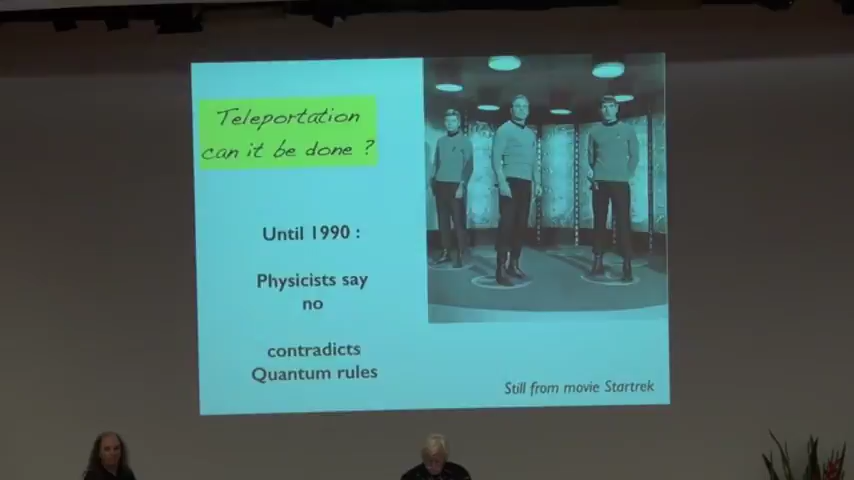 Teleportation
can it be done ?
Until 1990 :
Physicists say
no
contradicts
Quantum rules
Still from movie Startrek